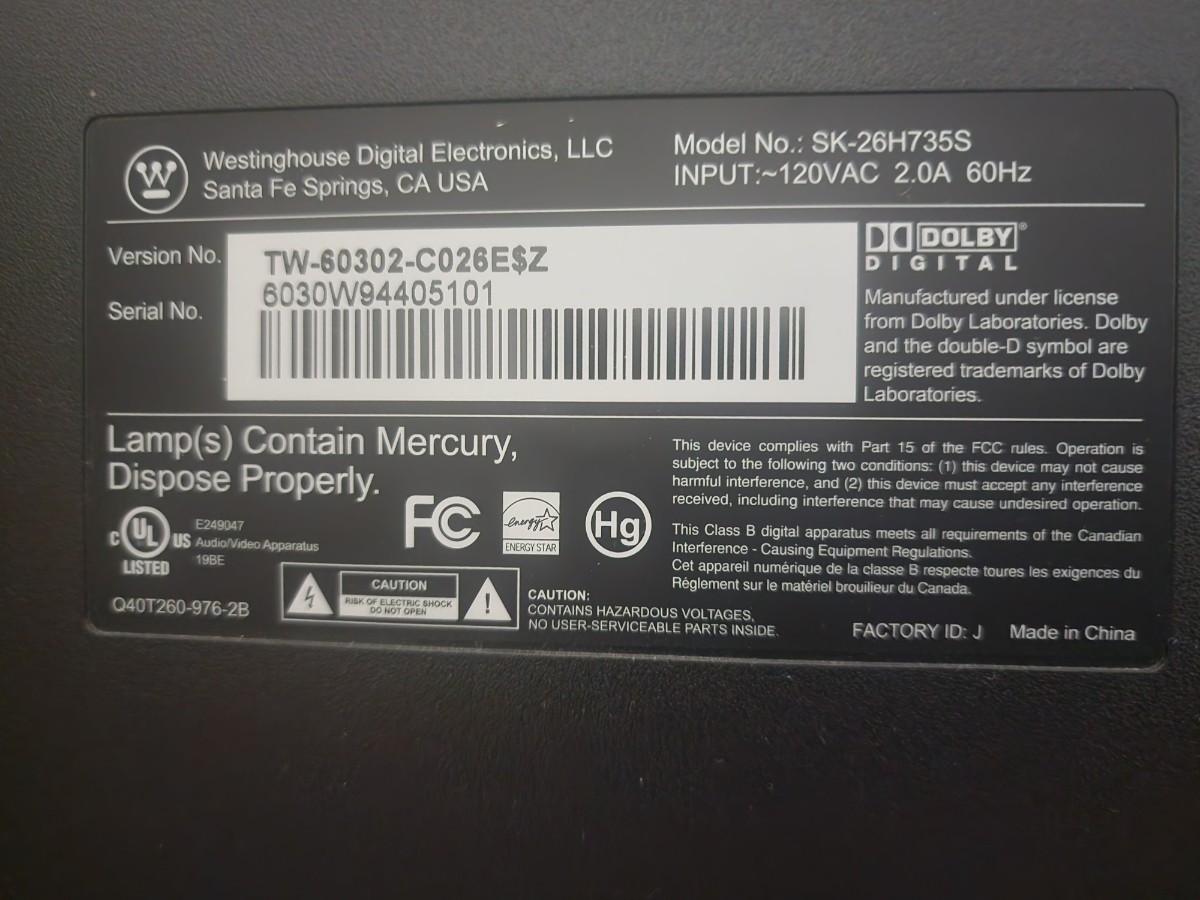 W
Westinghouse Digital Electronics, LLC
Santa Fe Springs, CA USA
Model No.: SK-26H735S
INPUT:~120VAC 2.0A 60Hz
Version No.
TW-60302-C026E$Z
Serial No.
6030W94405101
DOLBY®
DIGITAL
Manufactured under license
from Dolby Laboratories. Dolby
and the double-D symbol are
registered trademarks of Dolby
Laboratories.
Lamp(s) Contain Mercury,
Dispose Properly.
C UL US
LISTED
E249047
Audio/Video Apparatus
19BE
Q40T260-976-2B
FC
energy
ENERGY STAR
Hg
CAUTION
RISK OF ELECTRIC SHOCK
DO NOT OPEN
!
CAUTION:
CONTAINS HAZARDOUS VOLTAGES,
NO USER-SERVICEABLE PARTS INSIDE.
This device complies with Part 15 of the FCC rules. Operation is
subject to the following two conditions: (1) this device may not cause
harmful interference, and (2) this device must accept any interference
received, including interference that may cause undesired operation.
This Class B digital apparatus meets all requirements of the Canadian
Interference - Causing Equipment Regulations.
Cet appareil numérique de la classe B respecte toures les exigences du
Réglement sur le matériel brouilieur du Canada.
FACTORY ID: J Made in China